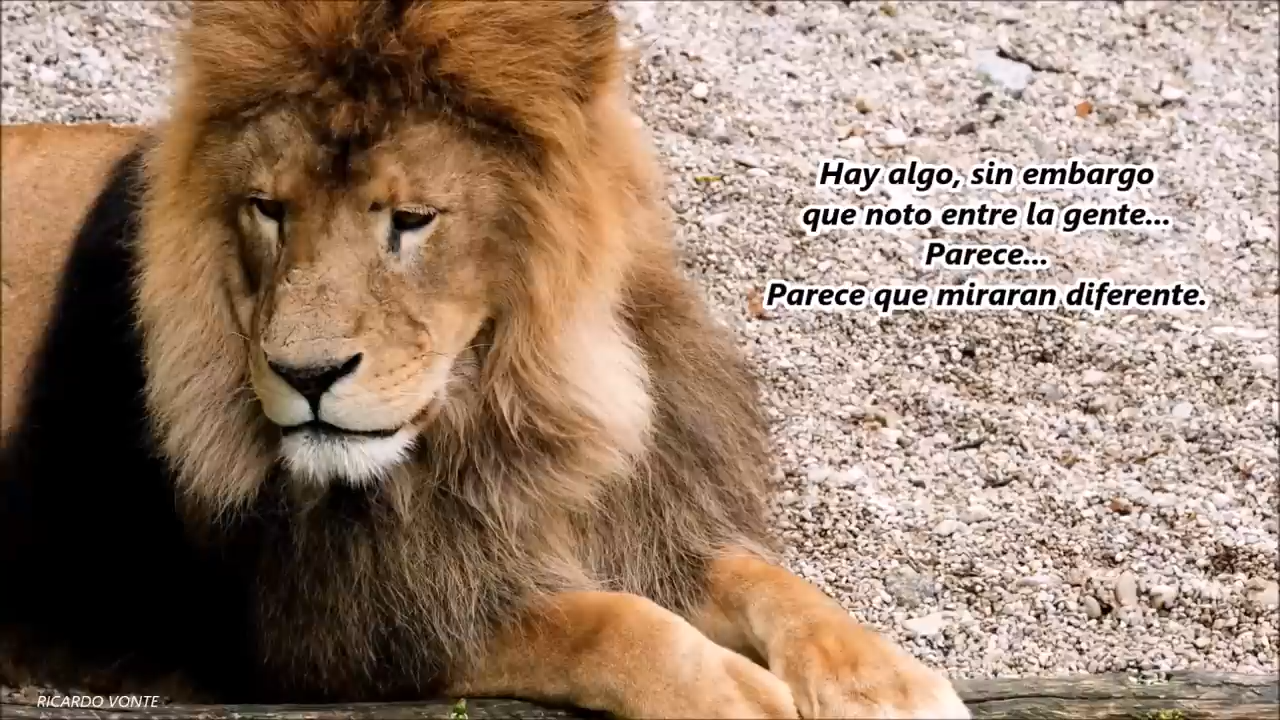 Hay algo, sin embargo
que noto entre la gente...
Parece...
Parece que miraran diferente.
RICARDO VONTE